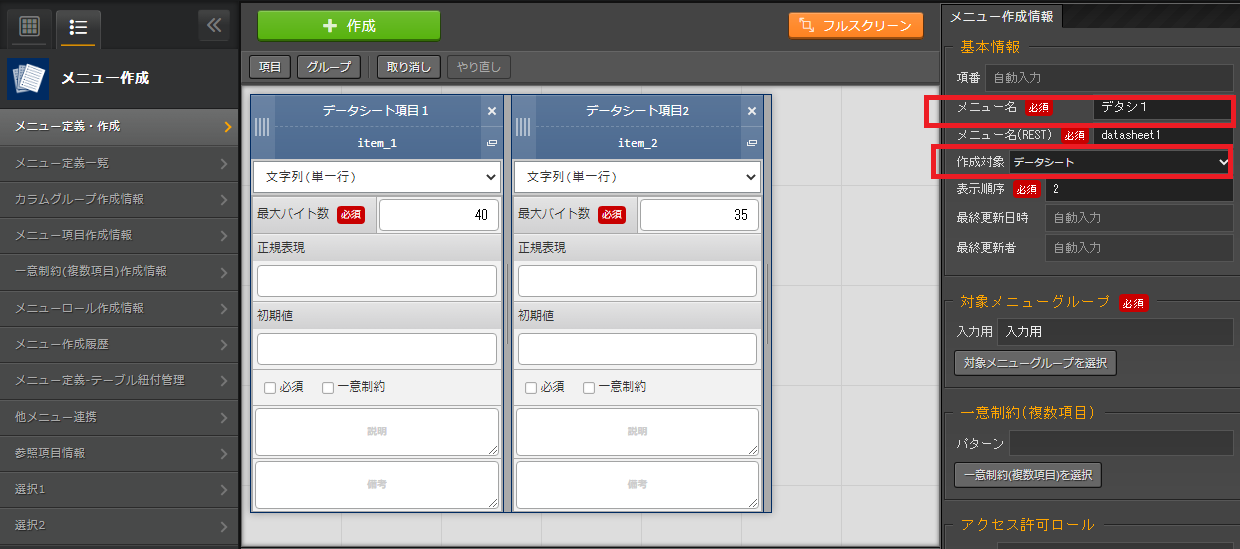 メニュー作成
メニュー定義・作成
メニュー定義一覧
カラムグループ作成情報
メニュー項目作成情報
一意制約(複数項目)作成情報
メニューロール作成情報
メニュー作成履歴
メニュー定義-テーブル紐付管理
他メニュー連携
参照項目情報
選択1
選択2
作成
フルスクリーン
項目 グループ 取り消し やり直し
データシート項目1
item_1
文字列(単一行)
最大バイト数 必須 40
正規表現
初期値
必須 一意制約
説明
備考
データシート項目2
item_2
文字列(単一行)
最大バイト数 必須 35
正規表現
初期値
必須 一意制約
説明
備考
メニュー作成情報
基本情報
項番 自動入力
メニュー名 必須 デタシ1
メニュー名(REST) 必須 datasheet1
作成対象 データシート
表示順序 必須 2
最終更新日時 自動入力
最終更新者 自動入力
対象メニューグループ 必須
入力用 入力用
対象メニューグループを選択
一意制約(複数項目)
パターン
一意制約(複数項目)を選択
アクセス許可ロール